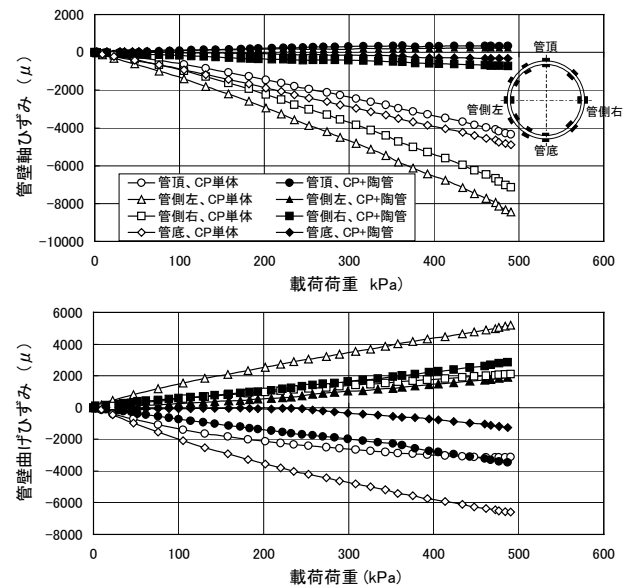 管壁軸ひずみ（μ）
2000
0
-2000
-4000
-6000
-8000
-10000
管頂
管側左
管側右
管底
管頂、CP単体
管頂、CP+陶管
管側左、CP単体
管側左、CP+陶管
管側右、CP単体
管側右、CP+陶管
管底、CP単体
管底、CP+陶管
0 100 200 300 400 500 600
載荷荷重 kPa)
管壁曲げひずみ（μ）
6000
4000
2000
0
-2000
-4000
-6000
-8000
0 100 200 300 400 500 600
載荷荷重 (kPa)